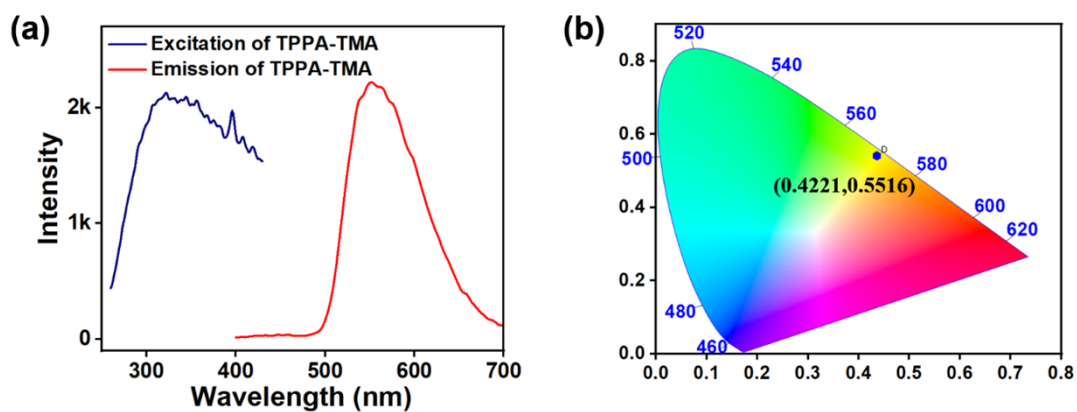 (a)
Excitation of TPPA-TMA
Emission of TPPA-TMA
2k
1k
0
Intensity
300 400 500 600 700
Wavelength (nm)
(b)
520
540
560
580
600
620
500
480
460
D
(0.4221,0.5516)
0.8
0.6
0.4
0.2
0.0
0.0 0.1 0.2 0.3 0.4 0.5 0.6 0.7 0.8